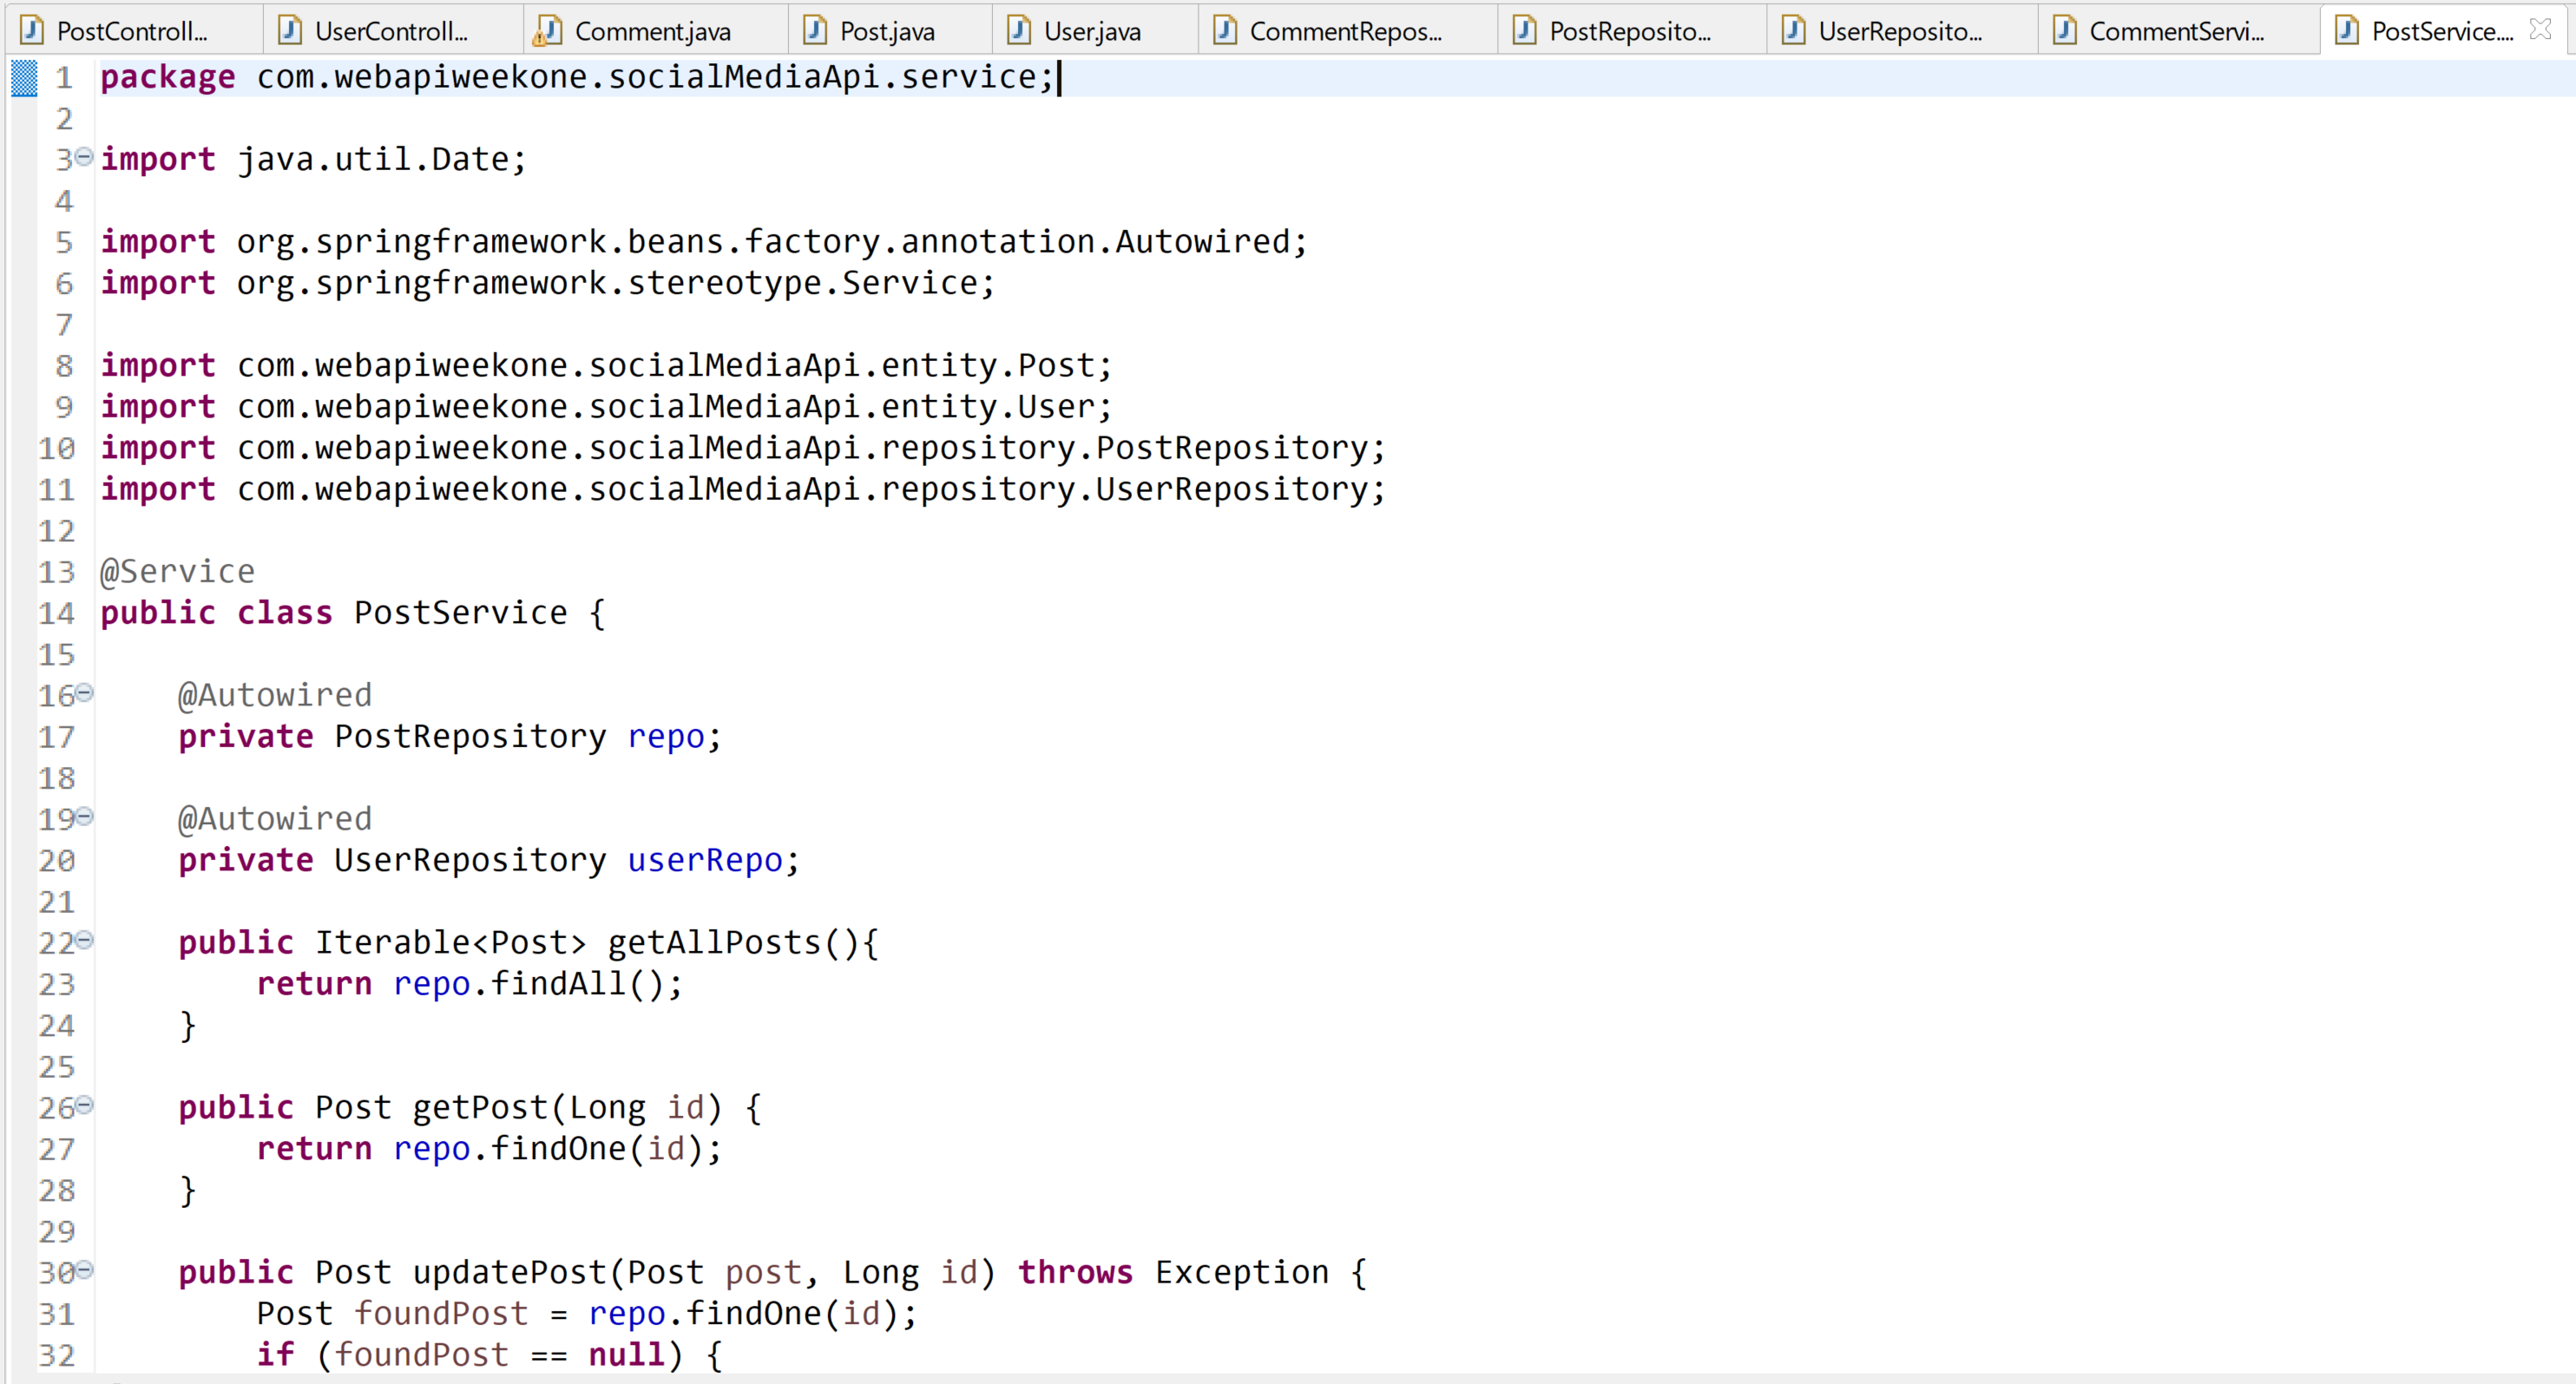 PostControll... UserControll... Comment.java Post.java User.java CommentRepos... PostReposito... UserReposito... CommentServi... PostService....
1 package com.webapiweekone.socialMediaApi.service;
2
3 import java.util.Date;
4
5 import org.springframework.beans.factory.annotation.Autowired;
6 import org.springframework.stereotype.Service;
7
8 import com.webapiweekone.socialMediaApi.entity.Post;
9 import com.webapiweekone.socialMediaApi.entity.User;
10 import com.webapiweekone.socialMediaApi.repository.PostRepository;
11 import com.webapiweekone.socialMediaApi.repository.UserRepository;
12
13 @Service
14 public class PostService {
15
16     @Autowired
17     private PostRepository repo;
18
19     @Autowired
20     private UserRepository userRepo;
21
22     public Iterable<Post> getAllPosts(){
23         return repo.findAll();
24     }
25
26     public Post getPost(Long id) {
27         return repo.findOne(id);
28     }
29
30     public Post updatePost(Post post, Long id) throws Exception {
31         Post foundPost = repo.findOne(id);
32         if (foundPost == null) {